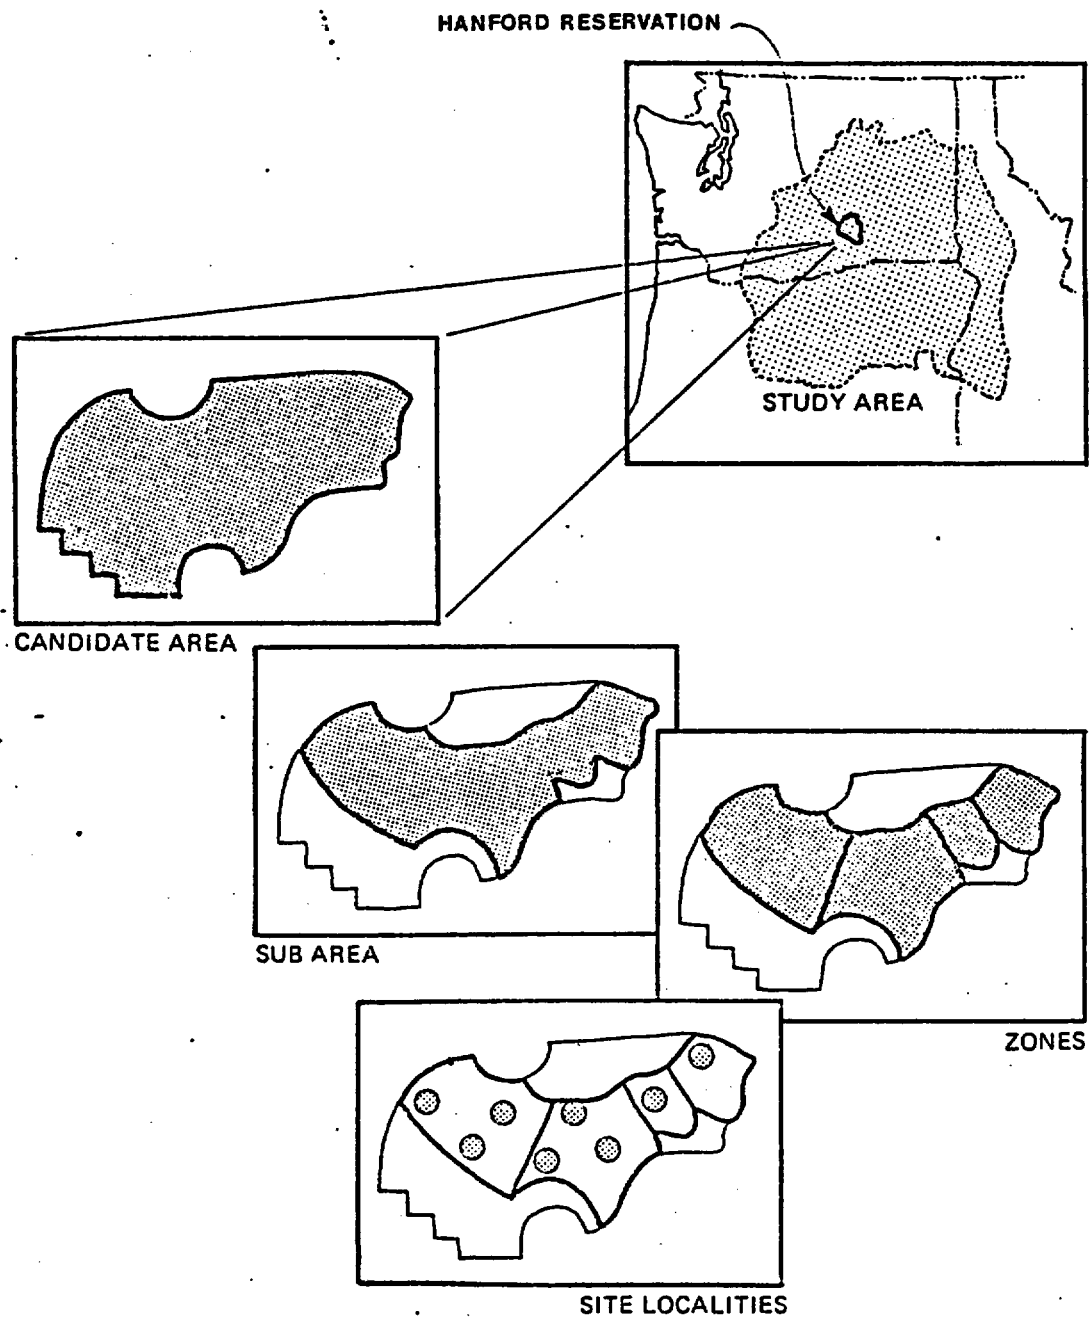 HANFORD RESERVATION
STUDY AREA
CANDIDATE AREA
SUB AREA
ZONES
SITE LOCALITIES